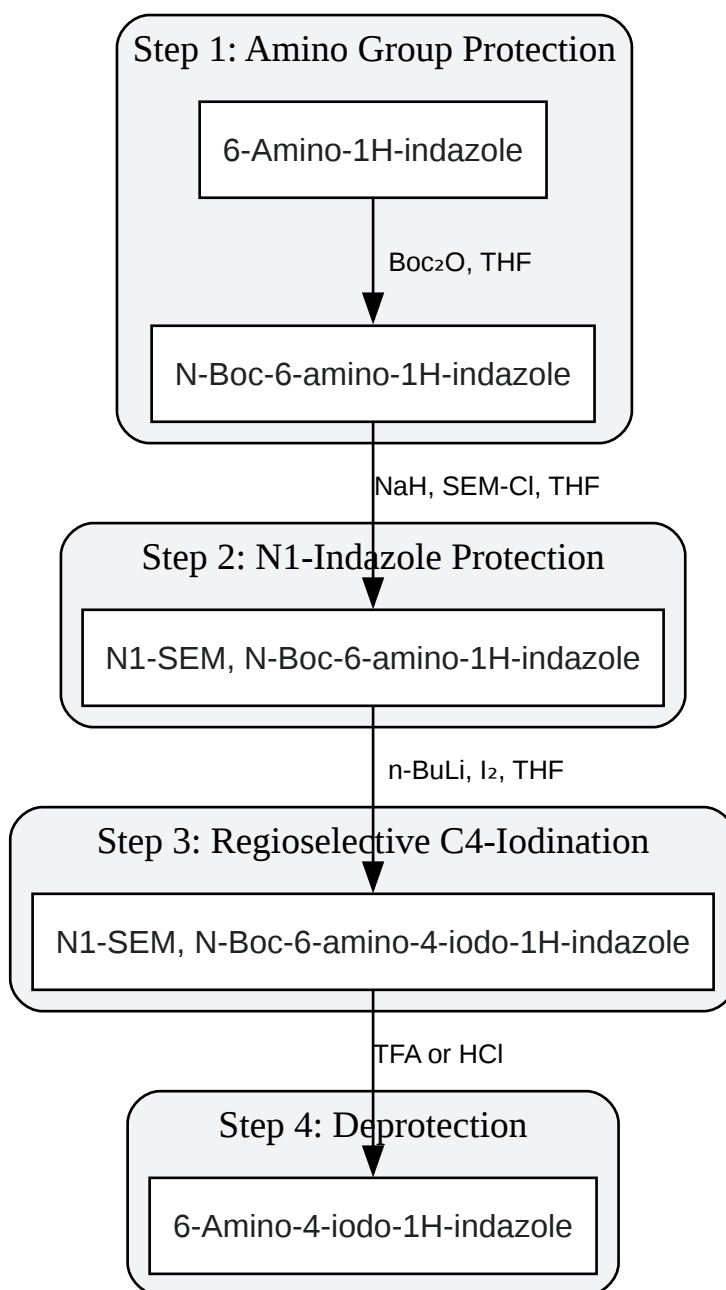 Step 1: Amino Group Protection
6-Amino-1H-indazole
Boc₂O, THF
N-Boc-6-amino-1H-indazole
NaH, SEM-Cl, THF
Step 2: N1-Indazole Protection
N1-SEM, N-Boc-6-amino-1H-indazole
n-BuLi, I₂, THF
Step 3: Regioselective C4-Iodination
N1-SEM, N-Boc-6-amino-4-iodo-1H-indazole
TFA or HCl
Step 4: Deprotection
6-Amino-4-iodo-1H-indazole